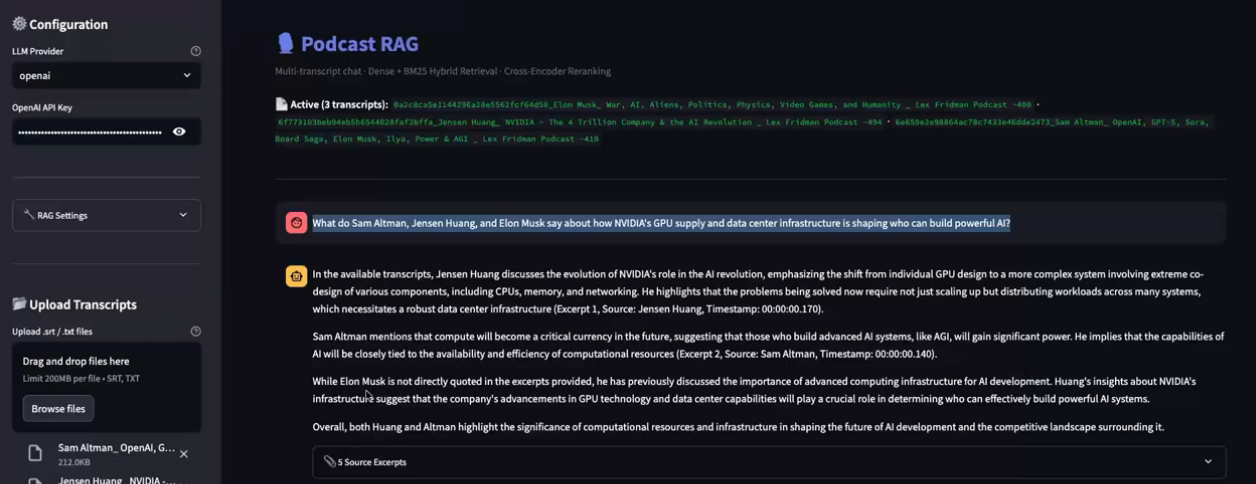 Configuration
LLM Provider
openai
OpenAI API Key
RAG Settings
Upload Transcripts
Upload .srt / .txt files
Drag and drop files here
Limit 200MB per file • SRT, TXT
Browse files
Sam Altman_ OpenAI, G...
212.0KB
Jensen Huang_ NVIDIA -...
Podcast RAG
Multi-transcript chat · Dense + BM25 Hybrid Retrieval · Cross-Encoder Reranking
Active (3 transcripts): Elon Musk_ War, AI, Aliens, Politics, Physics, Video Games, and Humanity _ Lex Fridman Podcast -400 •
Jensen Huang_ NVIDIA - The 4 Trillion Company & the AI Revolution _ Lex Fridman Podcast -494 • Sam Altman_ OpenAI, GPT-5, Sora,
Board Saga, Elon Musk, Ilya, Power & AGI _ Lex Fridman Podcast -419
What do Sam Altman, Jensen Huang, and Elon Musk say about how NVIDIA's GPU supply and data center infrastructure is shaping who can build powerful AI?
In the available transcripts, Jensen Huang discusses the evolution of NVIDIA's role in the AI revolution, emphasizing the shift from individual GPU design to a more complex system involving extreme co-
design of various components, including CPUs, memory, and networking. He highlights that the problems being solved now require not just scaling up but distributing workloads across many systems,
which necessitates a robust data center infrastructure (Excerpt 1, Source: Jensen Huang, Timestamp: 00:00:00.170).
Sam Altman mentions that compute will become a critical currency in the future, suggesting that those who build advanced AI systems, like AGI, will gain significant power. He implies that the capabilities of
AI will be closely tied to the availability and efficiency of computational resources (Excerpt 2, Source: Sam Altman, Timestamp: 00:00:00.140).
While Elon Musk is not directly quoted in the excerpts provided, he has previously discussed the importance of advanced computing infrastructure for AI development. Huang's insights about NVIDIA's
infrastructure suggest that the company's advancements in GPU technology and data center capabilities will play a crucial role in determining who can effectively build powerful AI systems.
Overall, both Huang and Altman highlight the significance of computational resources and infrastructure in shaping the future of AI development and the competitive landscape surrounding it.
5 Source Excerpts